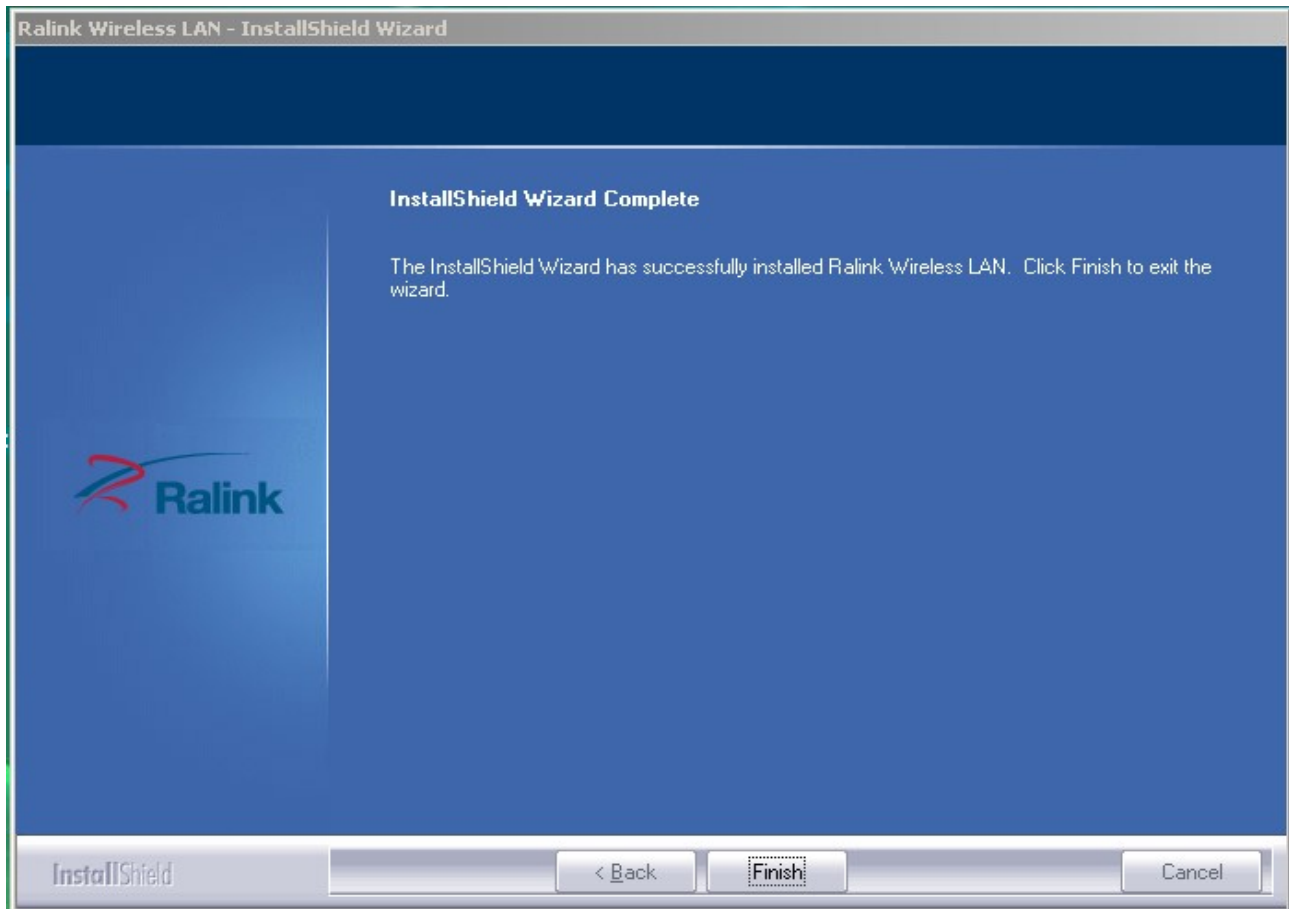 Ralink Wireless LAN - InstallShield Wizard
InstallShield Wizard Complete
The InstallShield Wizard has successfully installed Ralink Wireless LAN.  Click Finish to exit the
wizard.
Ralink
InstallShield
< Back
Finish
Cancel